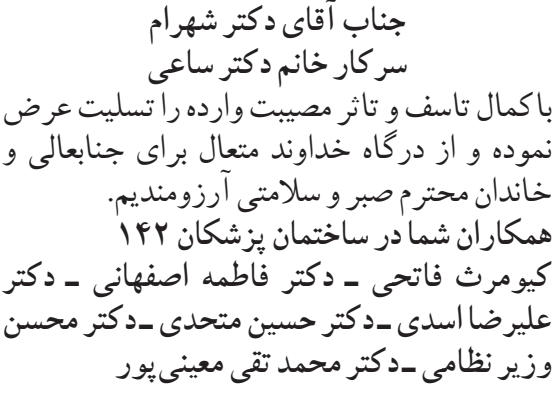 جناب آقای دکتر شهرام
سرکار خانم دکتر ساعی
باکمال تاسف و تاثر مصیبت وارده را تسلیت عرض
نموده و از درگاه خداوند متعال برای جنابعالی و
خاندان محترم صبر و سلامتی آرزومندیم.
همکاران شما در ساختمان پزشکان ۱۴۲
کیومرث فاتحی ـ دکتر فاطمه اصفهانی ـ دکتر
علیرضا اسدی ـ دکتر حسین متحدی ـ دکتر محسن
وزیر نظامی ـ دکتر محمد تقی معینی‌پور